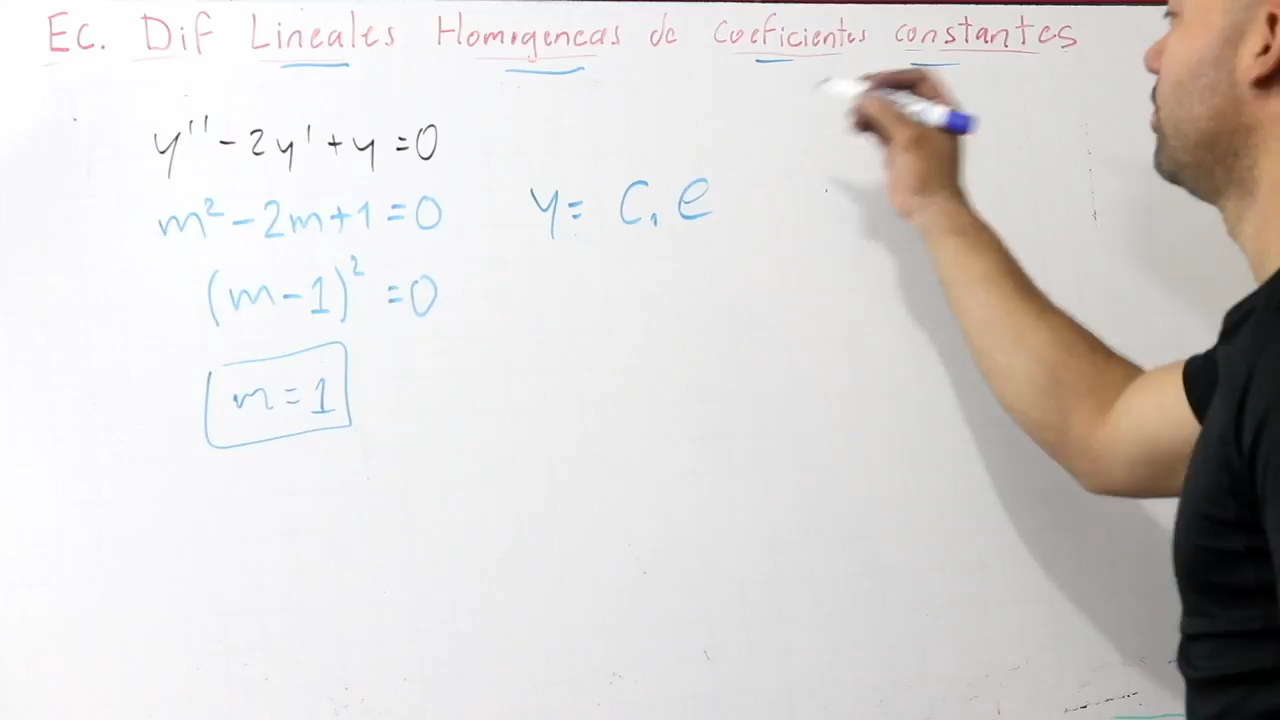 Ec. Dif Lineales Homogeneas de Coeficientes constantes
y'' - 2y' + y = 0
m² - 2m + 1 = 0
(m - 1)² = 0
m = 1
y = C₁ e